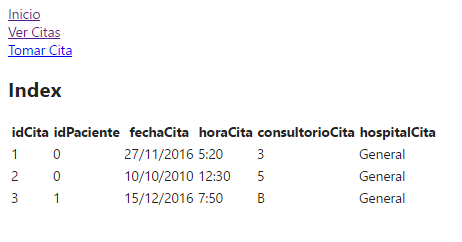 Inicio
Ver Citas
Tomar Cita
Index
idCita idPaciente fechaCita horaCita consultorioCita hospitalCita
1 0 27/11/2016 5:20 3 General
2 0 10/10/2010 12:30 5 General
3 1 15/12/2016 7:50 B General